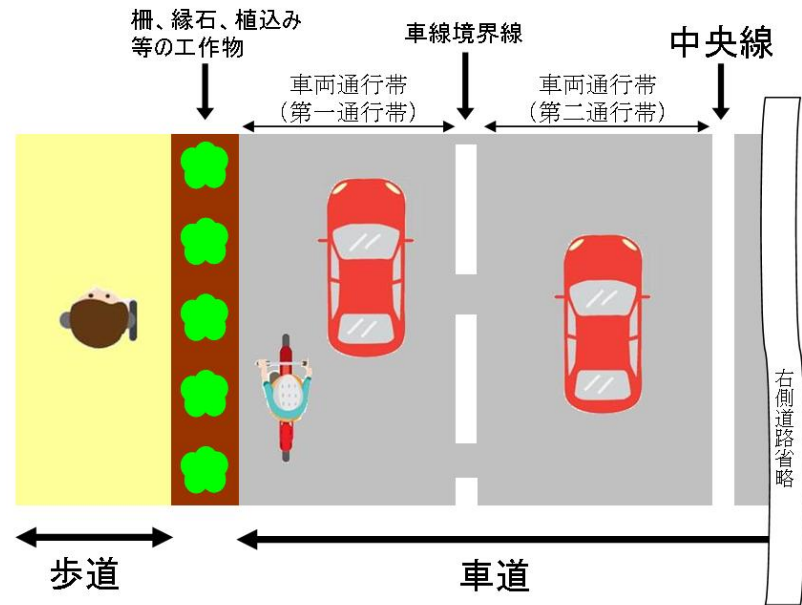 柵、縁石、植込み
等の工作物
車両通行帯
(第一通行帯)
車線境界線
車両通行帯
(第二通行帯)
中央線
右側道路省略
歩道
車道